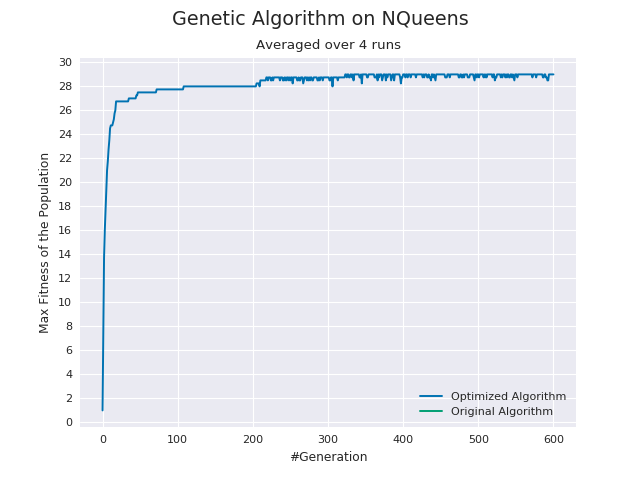 Genetic Algorithm on NQueens
Averaged over 4 runs
Max Fitness of the Population
30
28
26
24
22
20
18
16
14
12
10
8
6
4
2
0
0 100 200 300 400 500 600
#Generation
Optimized Algorithm
Original Algorithm